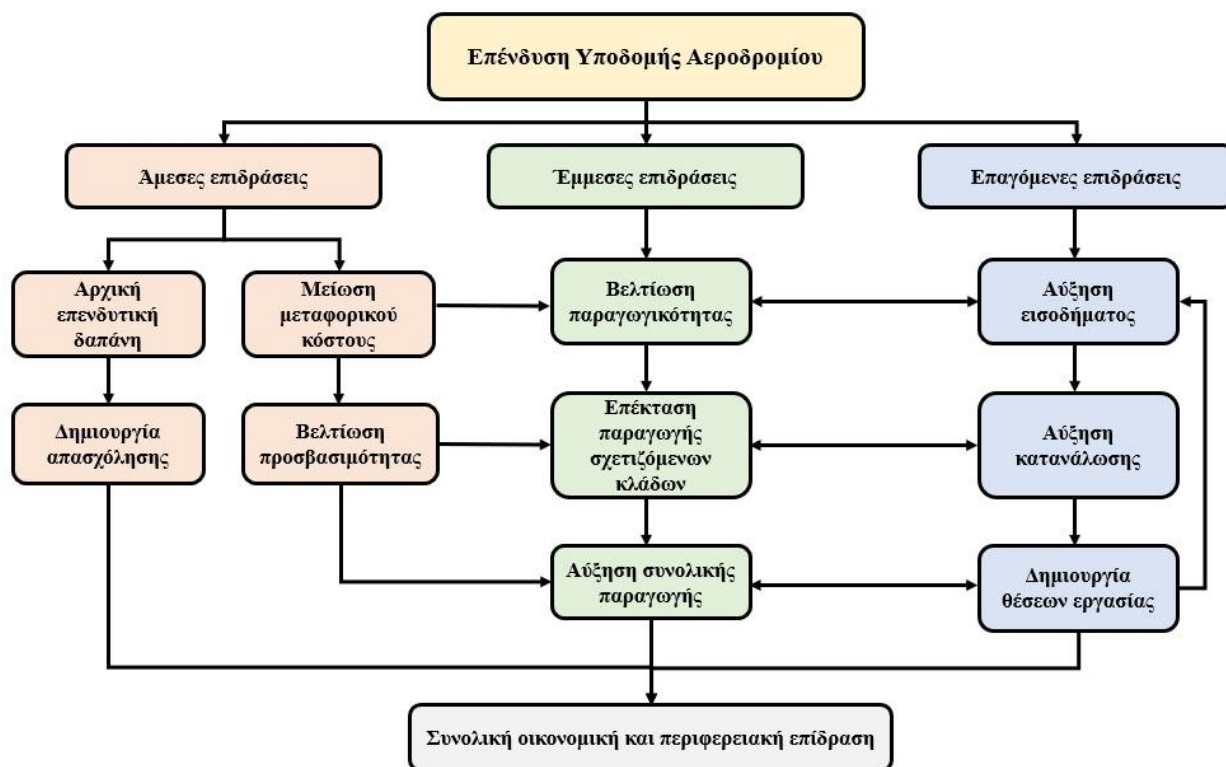 Επένδυση Υποδομής Αεροδρομίου
Άμεσες επιδράσεις
Έμμεσες επιδράσεις
Επαγόμενες επιδράσεις
Αρχική
επενδυτική
δαπάνη
Μείωση
μεταφορικού
κόστους
Βελτίωση
παραγωγικότητας
Αύξηση
εισοδήματος
Δημιουργία
απασχόλησης
Βελτίωση
προσβασιμότητας
Επέκταση
παραγωγής
σχετιζόμενων
κλάδων
Αύξηση
κατανάλωσης
Αύξηση συνολικής
παραγωγής
Δημιουργία
θέσεων εργασίας
Συνολική οικονομική και περιφερειακή επίδραση